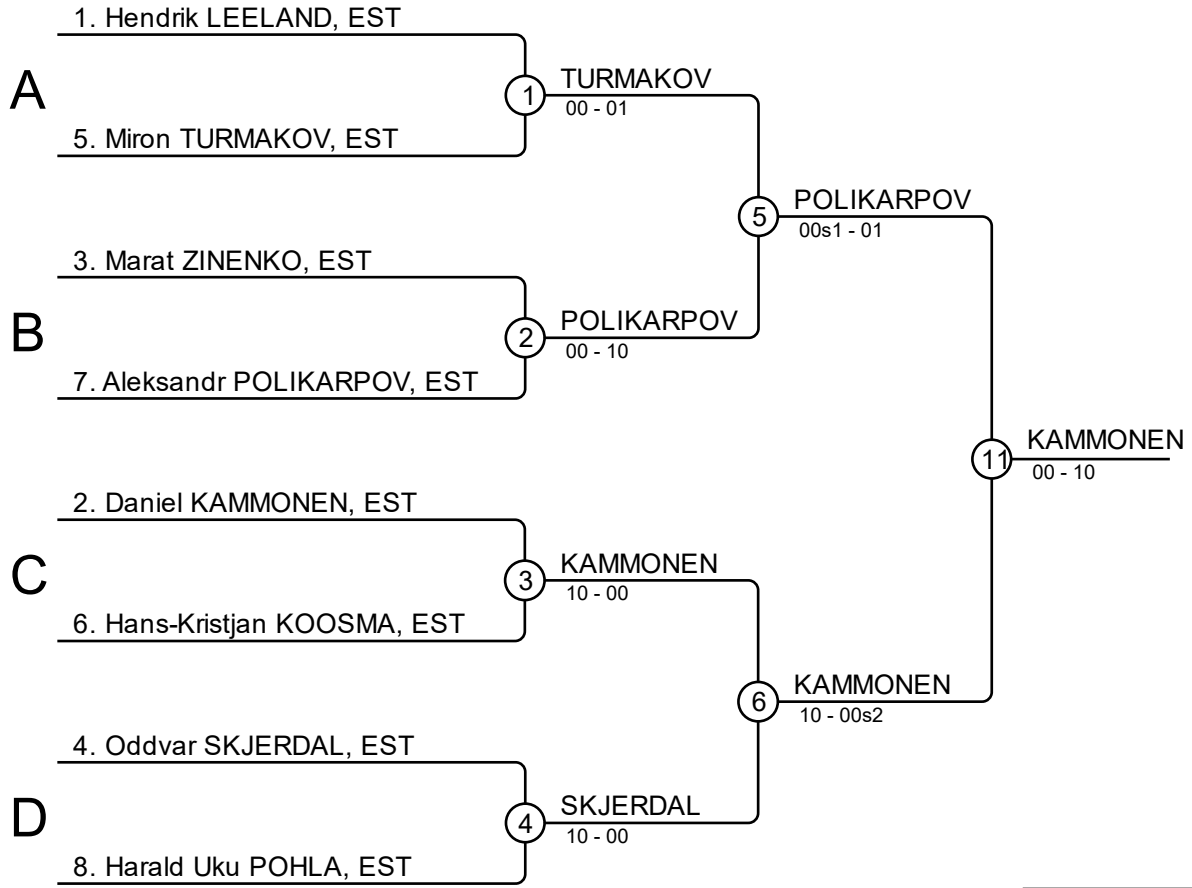 1. Hendrik LEELAND, EST
A
1
TURMAKOV
00 - 01
5. Miron TURMAKOV, EST
5
POLIKARPOV
00s1 - 01
3. Marat ZINENKO, EST
B
2
POLIKARPOV
00 - 10
7. Aleksandr POLIKARPOV, EST
11
KAMMONEN
00 - 10
2. Daniel KAMMONEN, EST
C
3
KAMMONEN
10 - 00
6. Hans-Kristjan KOOSMA, EST
6
KAMMONEN
10 - 00s2
4. Oddvar SKJERDAL, EST
D
4
SKJERDAL
10 - 00
8. Harald Uku POHLA, EST